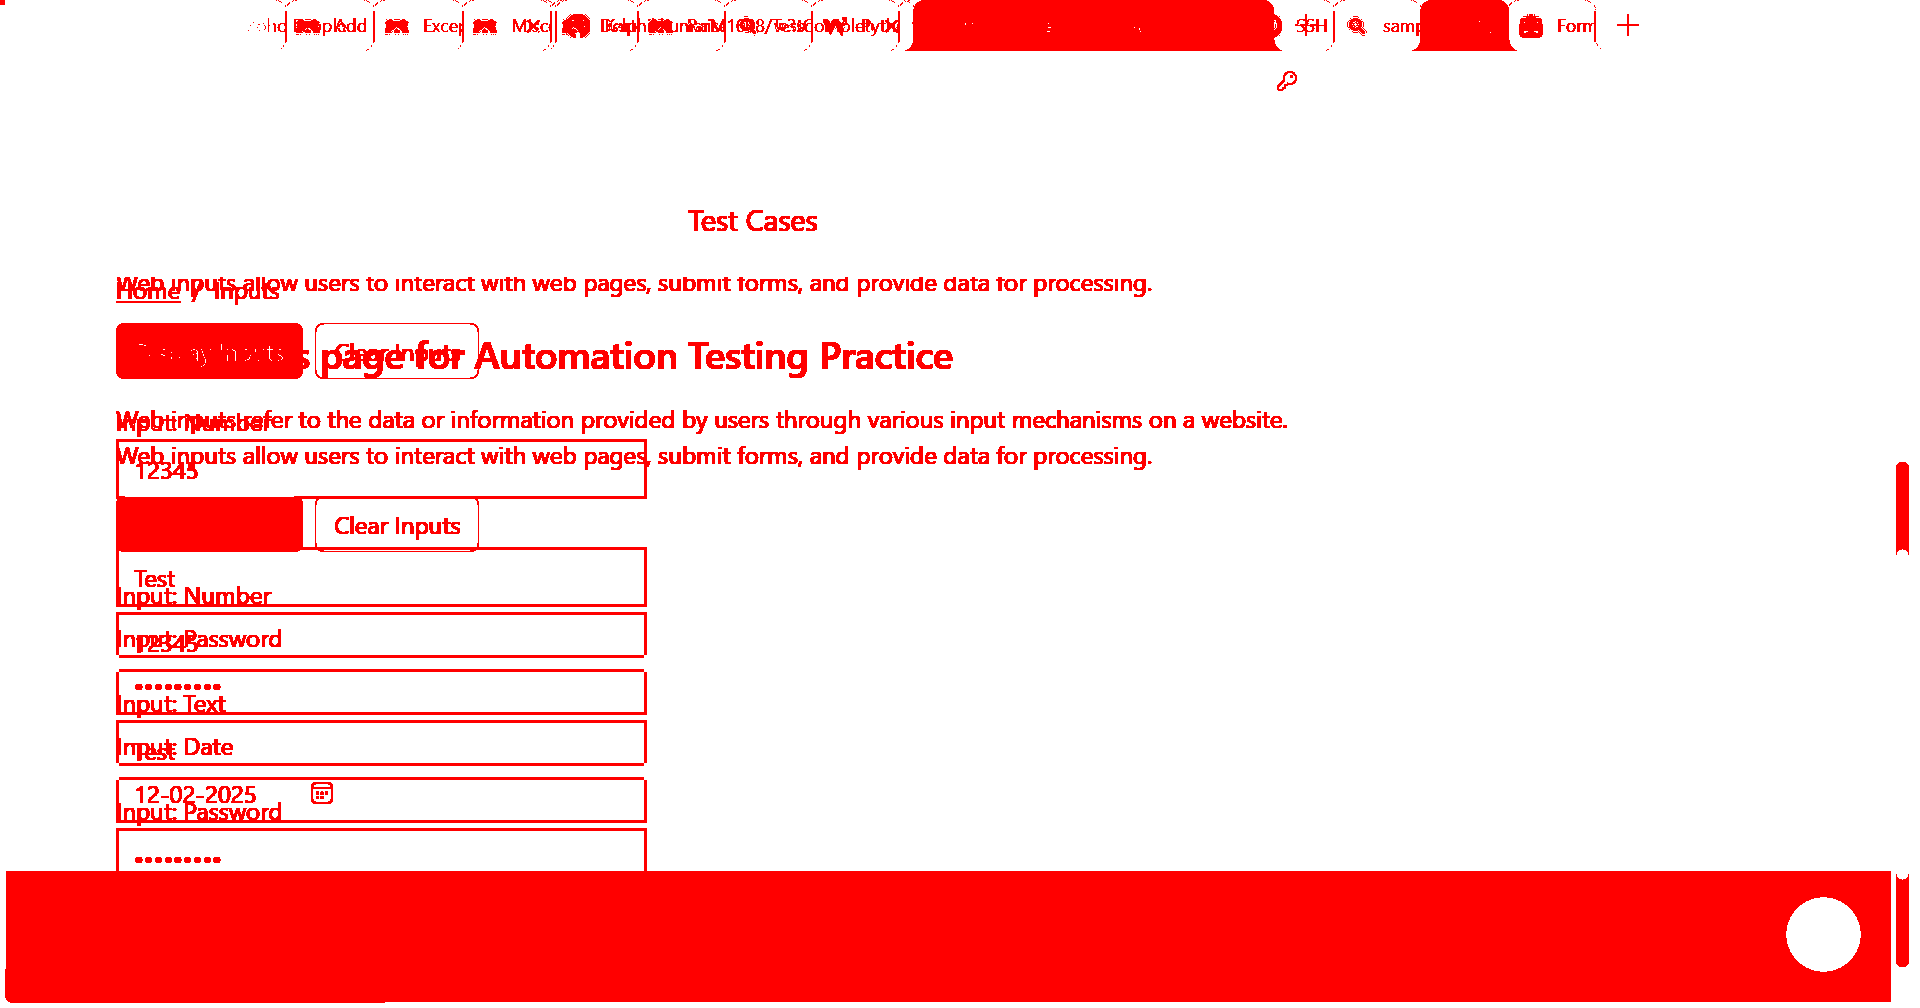 Add Excep Misc SSH samp Form
Test Cases
Web inputs allow users to interact with web pages, submit forms, and provide data for processing.
Home / Inputs
Clear Inputs
page for Automation Testing Practice
Web inputs refer to the data or information provided by users through various input mechanisms on a website.
Input: Number
Web inputs allow users to interact with web pages, submit forms, and provide data for processing.
12345
Clear Inputs
Test
Input: Number
Input: Password
12345
•••••••••
Input: Text
Input: Date
Test
12-02-2025
Input: Password
•••••••••